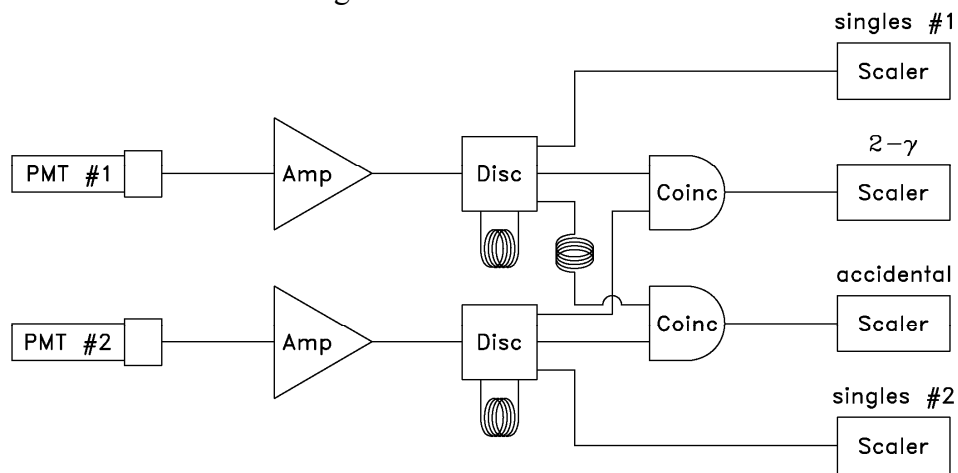 singles #1
Scaler
2-γ
PMT #1
Amp
Disc
Coinc
Scaler
accidental
PMT #2
Amp
Disc
Coinc
Scaler
singles #2
Scaler